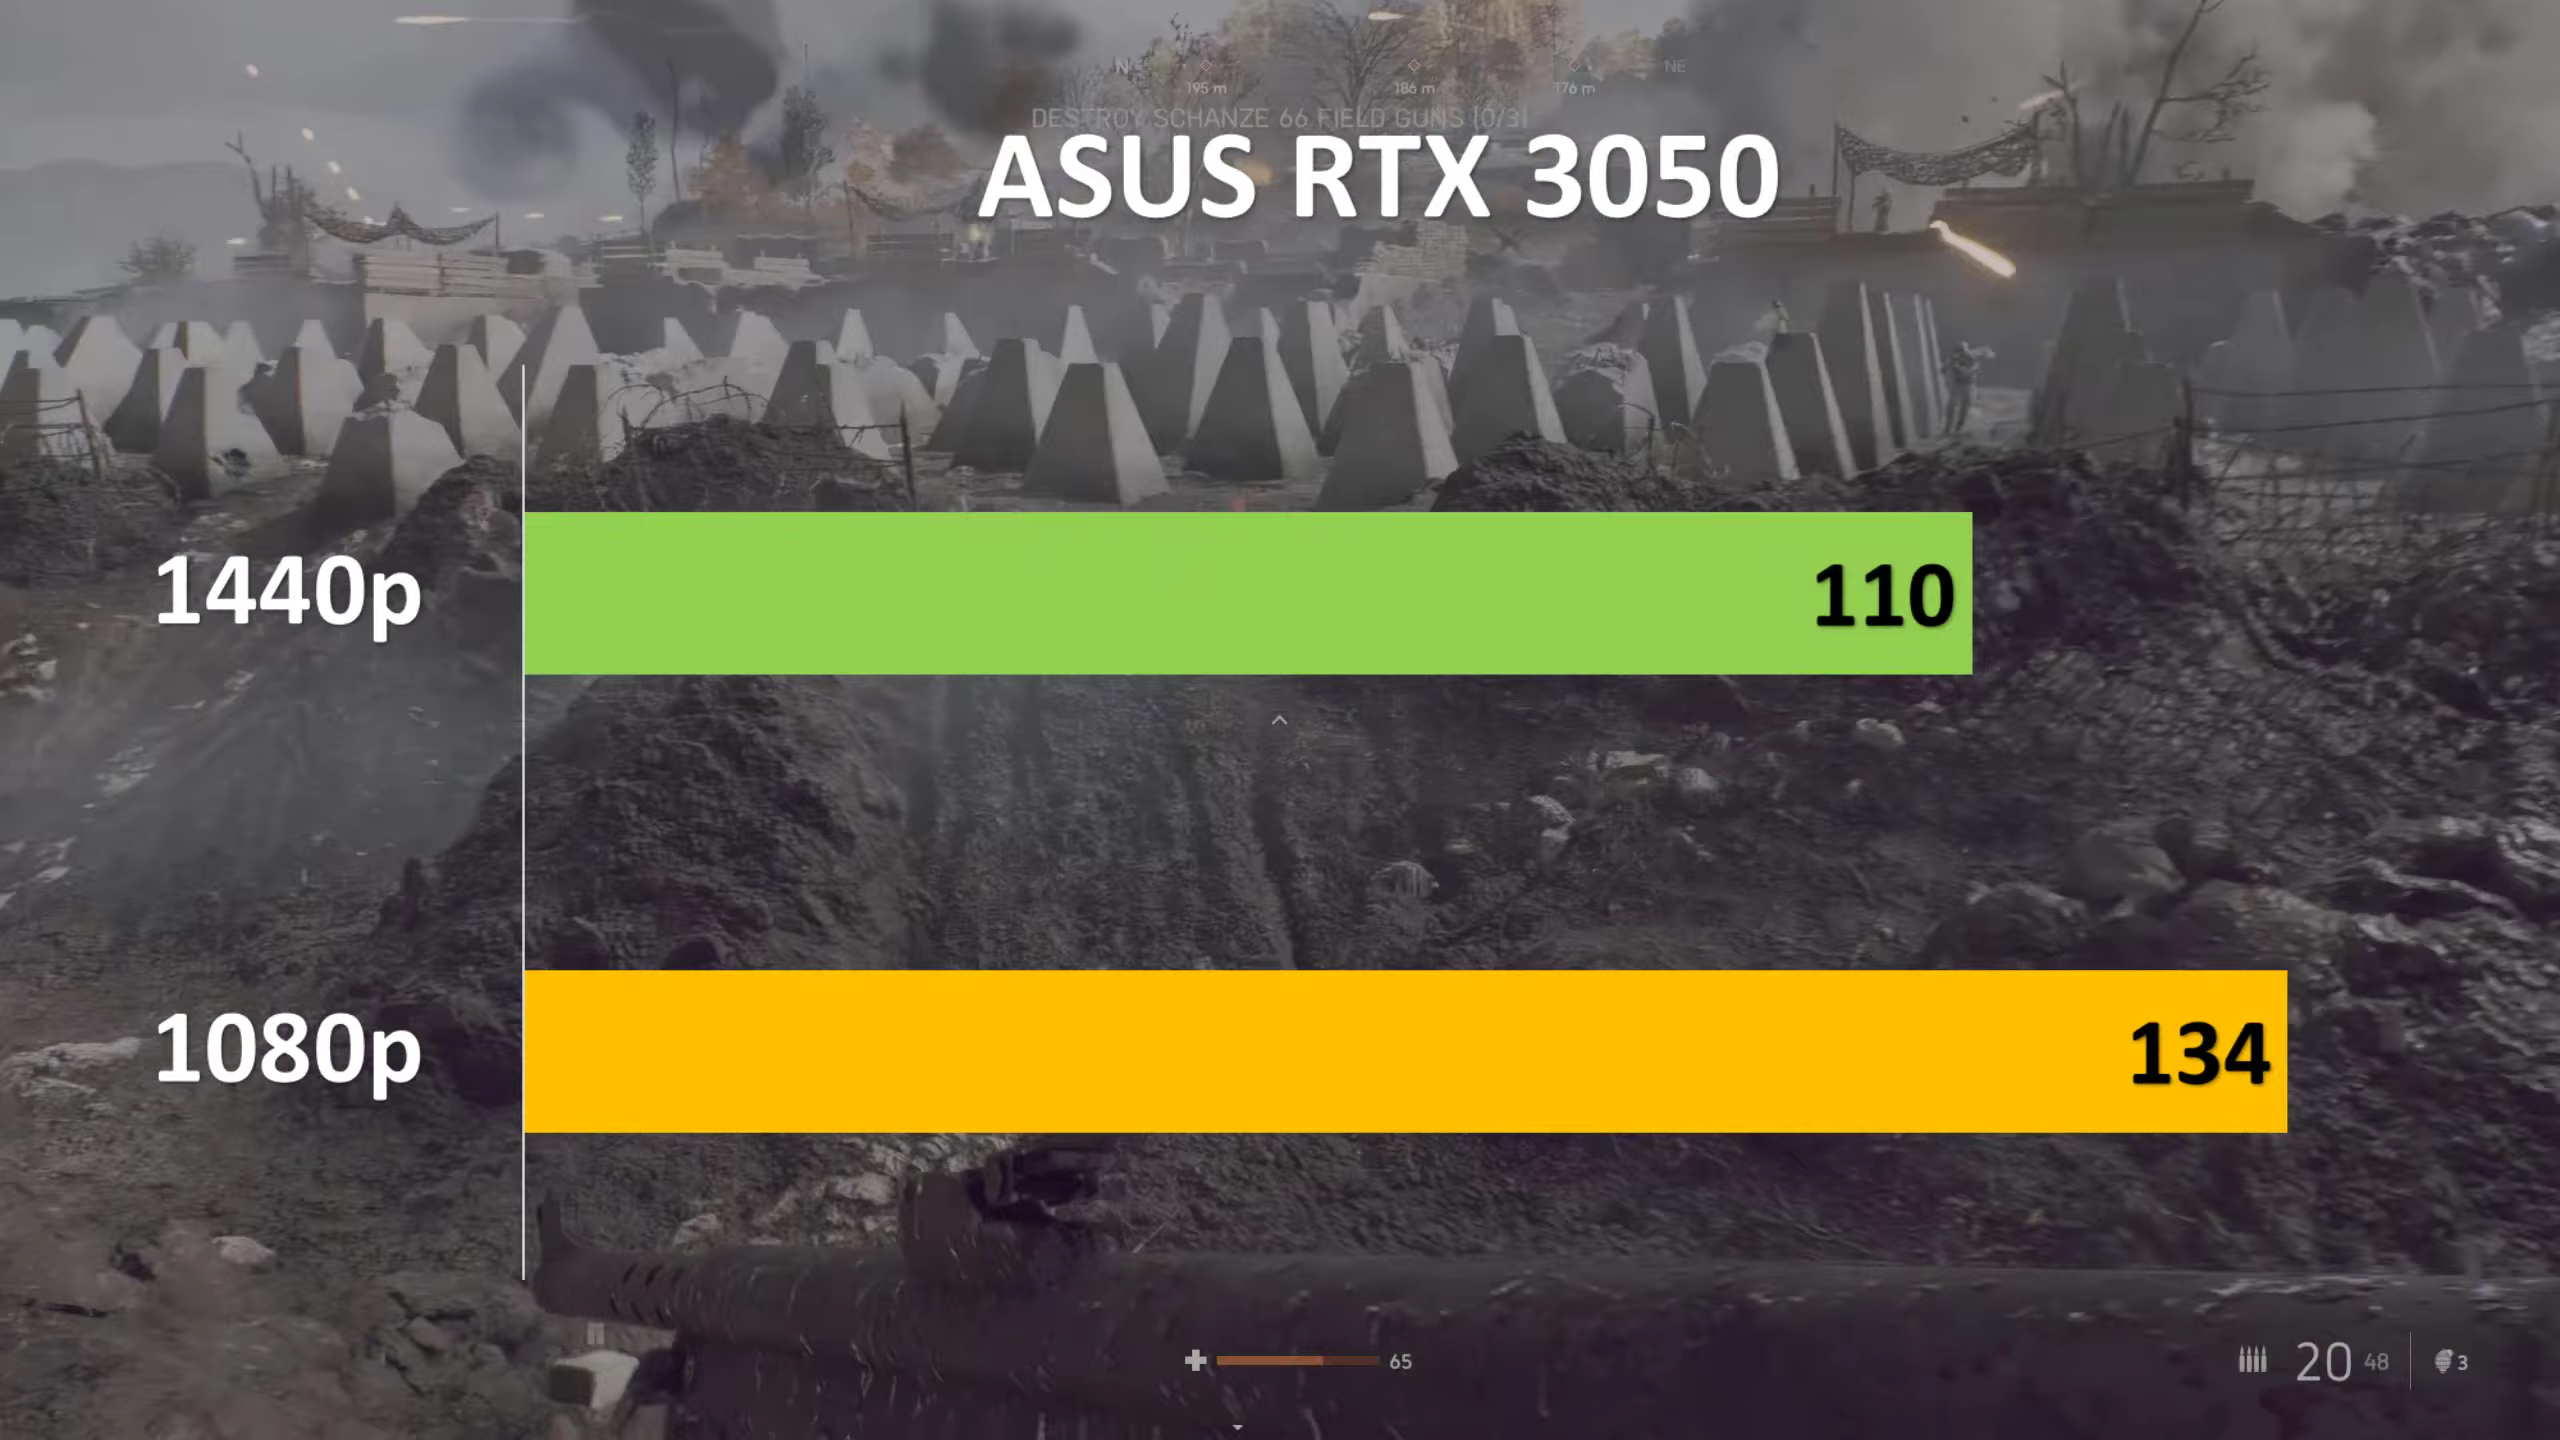 N NE
195 m 186 m 176 m
DESTROY SCHANZE 66 FIELD GUNS (0/3)
ASUS RTX 3050
1440p 110
1080p 134
65
20 48 3